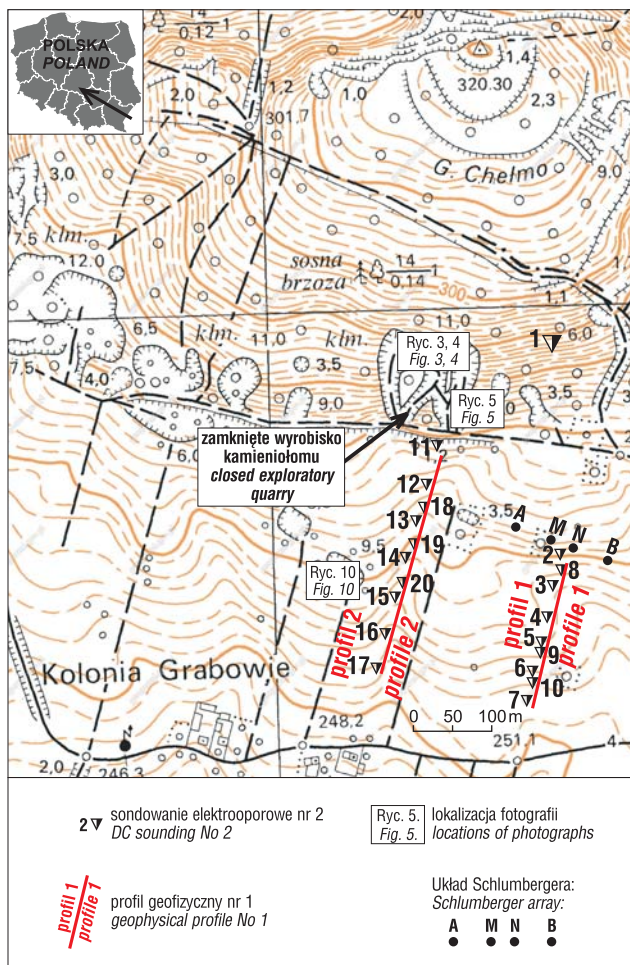 POLSKA
POLAND
14
0.12
1
2,0
1,2
1.0
301.7
3.0
1,4
320.30
2,3
G. Chełmo
9.0
7.5
klm.
12.0
sosna
brzoza
14
0.14
1
300
1,1
6.5
klm.
11,0
klm.
11,0
Ryc. 3, 4
Fig. 3, 4
1
6.0
7.5
4,0
3,5
3,5
9.0
Ryc. 5
Fig. 5
zamknięte wyrobisko
kamieniołomu
closed exploratory
quarry
6,0
11
12
18
13
3.5
A
M
N
B
19
14
9.5
2
8
Ryc. 10
Fig. 10
20
15
3
4
profil 2
profile 2
profil 1
profile 1
16
5
9
17
6
10
7
Kolonia Grabowie
0 50 100 m
248.2
251.1
4
2,0
246.3
2 sondowanie elektrooporowe nr 2
DC sounding No 2
Ryc. 5.
Fig. 5.
lokalizacja fotografii
locations of photographs
profil 1
profile 1
profil geofizyczny nr 1
geophysical profile No 1
Układ Schlumbergera:
Schlumberger array:
A M N B